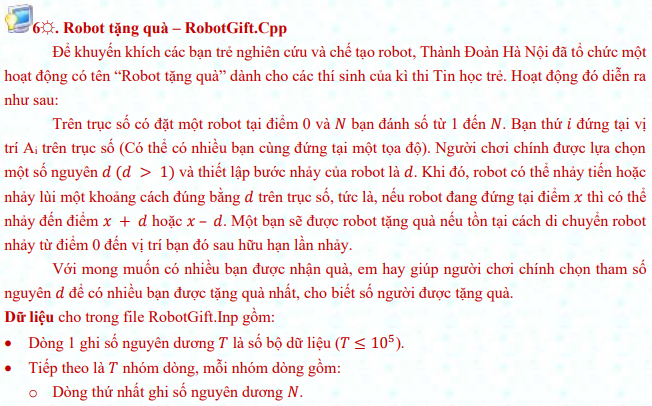 6☼. Robot tặng quà – RobotGift.Cpp
Để khuyến khích các bạn trẻ nghiên cứu và chế tạo robot, Thành Đoàn Hà Nội đã tổ chức một
hoạt động có tên “Robot tặng quà” dành cho các thí sinh của kì thi Tin học trẻ. Hoạt động đó diễn ra
như sau:
Trên trục số có đặt một robot tại điểm 0 và N bạn đánh số từ 1 đến N. Bạn thứ i đứng tại vị
trí Aᵢ trên trục số (Có thể có nhiều bạn cùng đứng tại một tọa độ). Người chơi chính được lựa chọn
một số nguyên d (d > 1) và thiết lập bước nhảy của robot là d. Khi đó, robot có thể nhảy tiến hoặc
nhảy lùi một khoảng cách đúng bằng d trên trục số, tức là, nếu robot đang đứng tại điểm x thì có thể
nhảy đến điểm x + d hoặc x – d. Một bạn sẽ được robot tặng quà nếu tồn tại cách di chuyển robot
nhảy từ điểm 0 đến vị trí bạn đó sau hữu hạn lần nhảy.
Với mong muốn có nhiều bạn được nhận quà, em hay giúp người chơi chính chọn tham số
nguyên d để có nhiều bạn được tặng quà nhất, cho biết số người được tặng quà.
Dữ liệu cho trong file RobotGift.Inp gồm:
• Dòng 1 ghi số nguyên dương T là số bộ dữ liệu (T ≤ 10⁵).
• Tiếp theo là T nhóm dòng, mỗi nhóm dòng gồm:
o Dòng thứ nhất ghi số nguyên dương N.